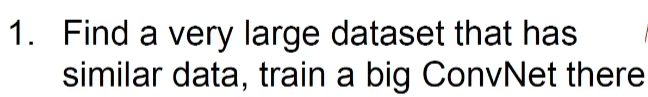 1. Find a very large dataset that has
similar data, train a big ConvNet there